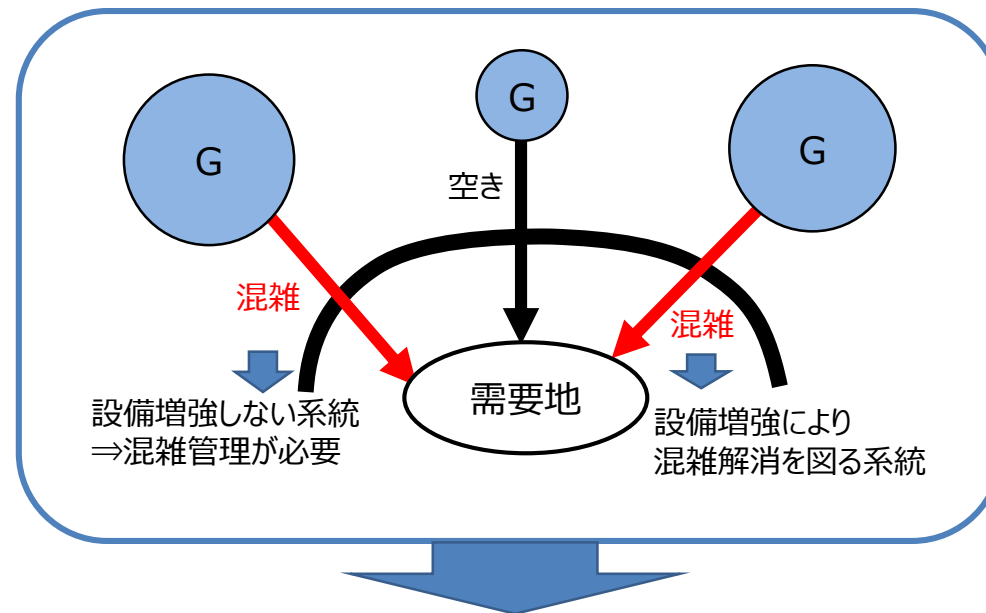 G
G
G
空き
混雑
混雑
需要地
設備増強しない系統
⇒混雑管理が必要
設備増強により
混雑解消を図る系統